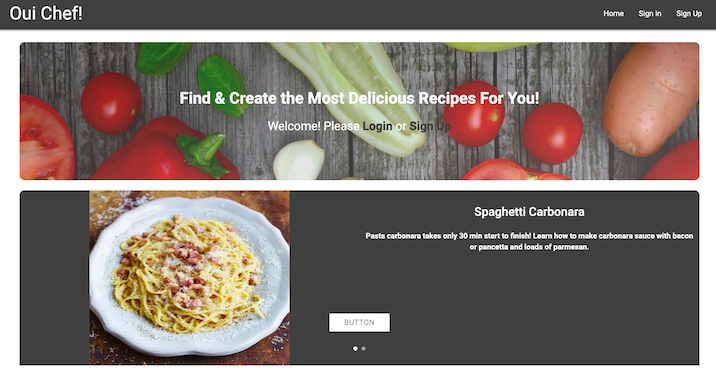 Oui Chef!
Home Sign In Sign Up
Find & Create the Most Delicious Recipes For You!
Welcome! Please Login or Sign Up
Spaghetti Carbonara
Pasta carbonara takes only 30 min start to finish! Learn how to make carbonara sauce with bacon
or pancetta and loads of parmesan.
BUTTON